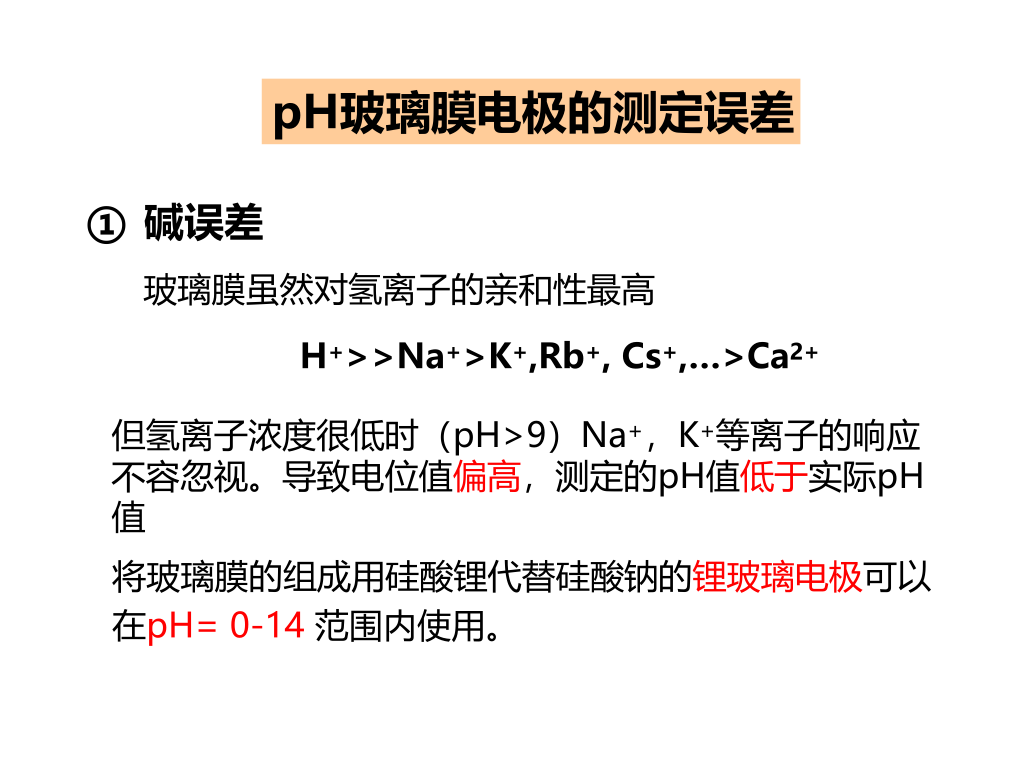 pH玻璃膜电极的测定误差
① 碱误差
玻璃膜虽然对氢离子的亲和性最高
H⁺>>Na⁺>K⁺,Rb⁺, Cs⁺,…>Ca²⁺
但氢离子浓度很低时（pH>9）Na⁺，K⁺等离子的响应
不容忽视。导致电位值偏高，测定的pH值低于实际pH
值
将玻璃膜的组成用硅酸锂代替硅酸钠的锂玻璃电极可以
在pH= 0-14 范围内使用。